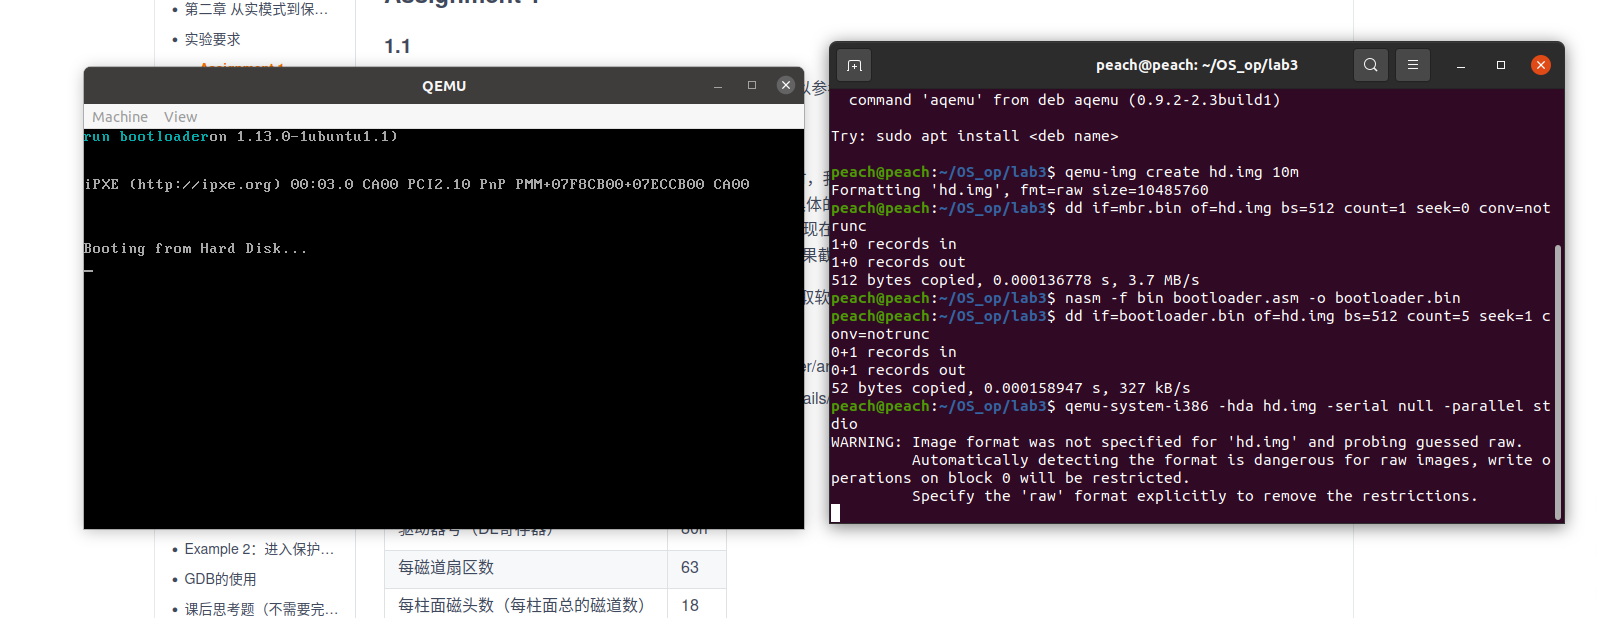 第二章 从实模式到保...
实验要求
1.1
QEMU
Machine View
run bootloaderon 1.13.0-1ubuntu1.1)
iPXE (http://ipxe.org) 00:03.0 CA00 PCI2.10 PnP PMM+07F8CB00+07ECCB00 CA00
Booting from Hard Disk...
Example 2：进入保护...
GDB的使用
课后思考题（不需要完...
每磁道扇区数 63
每柱面磁头数（每柱面总的磁道数） 18
peach@peach: ~/OS_op/lab3
command 'aqemu' from deb aqemu (0.9.2-2.3build1)
Try: sudo apt install <deb name>
peach@peach:~/OS_op/lab3$ qemu-img create hd.img 10m
Formatting 'hd.img', fmt=raw size=10485760
peach@peach:~/OS_op/lab3$ dd if=mbr.bin of=hd.img bs=512 count=1 seek=0 conv=not
runc
1+0 records in
1+0 records out
512 bytes copied, 0.000136778 s, 3.7 MB/s
peach@peach:~/OS_op/lab3$ nasm -f bin bootloader.asm -o bootloader.bin
peach@peach:~/OS_op/lab3$ dd if=bootloader.bin of=hd.img bs=512 count=5 seek=1 c
onv=notrunc
0+1 records in
0+1 records out
52 bytes copied, 0.000158947 s, 327 kB/s
peach@peach:~/OS_op/lab3$ qemu-system-i386 -hda hd.img -serial null -parallel st
dio
WARNING: Image format was not specified for 'hd.img' and probing guessed raw.
Automatically detecting the format is dangerous for raw images, write o
perations on block 0 will be restricted.
Specify the 'raw' format explicitly to remove the restrictions.